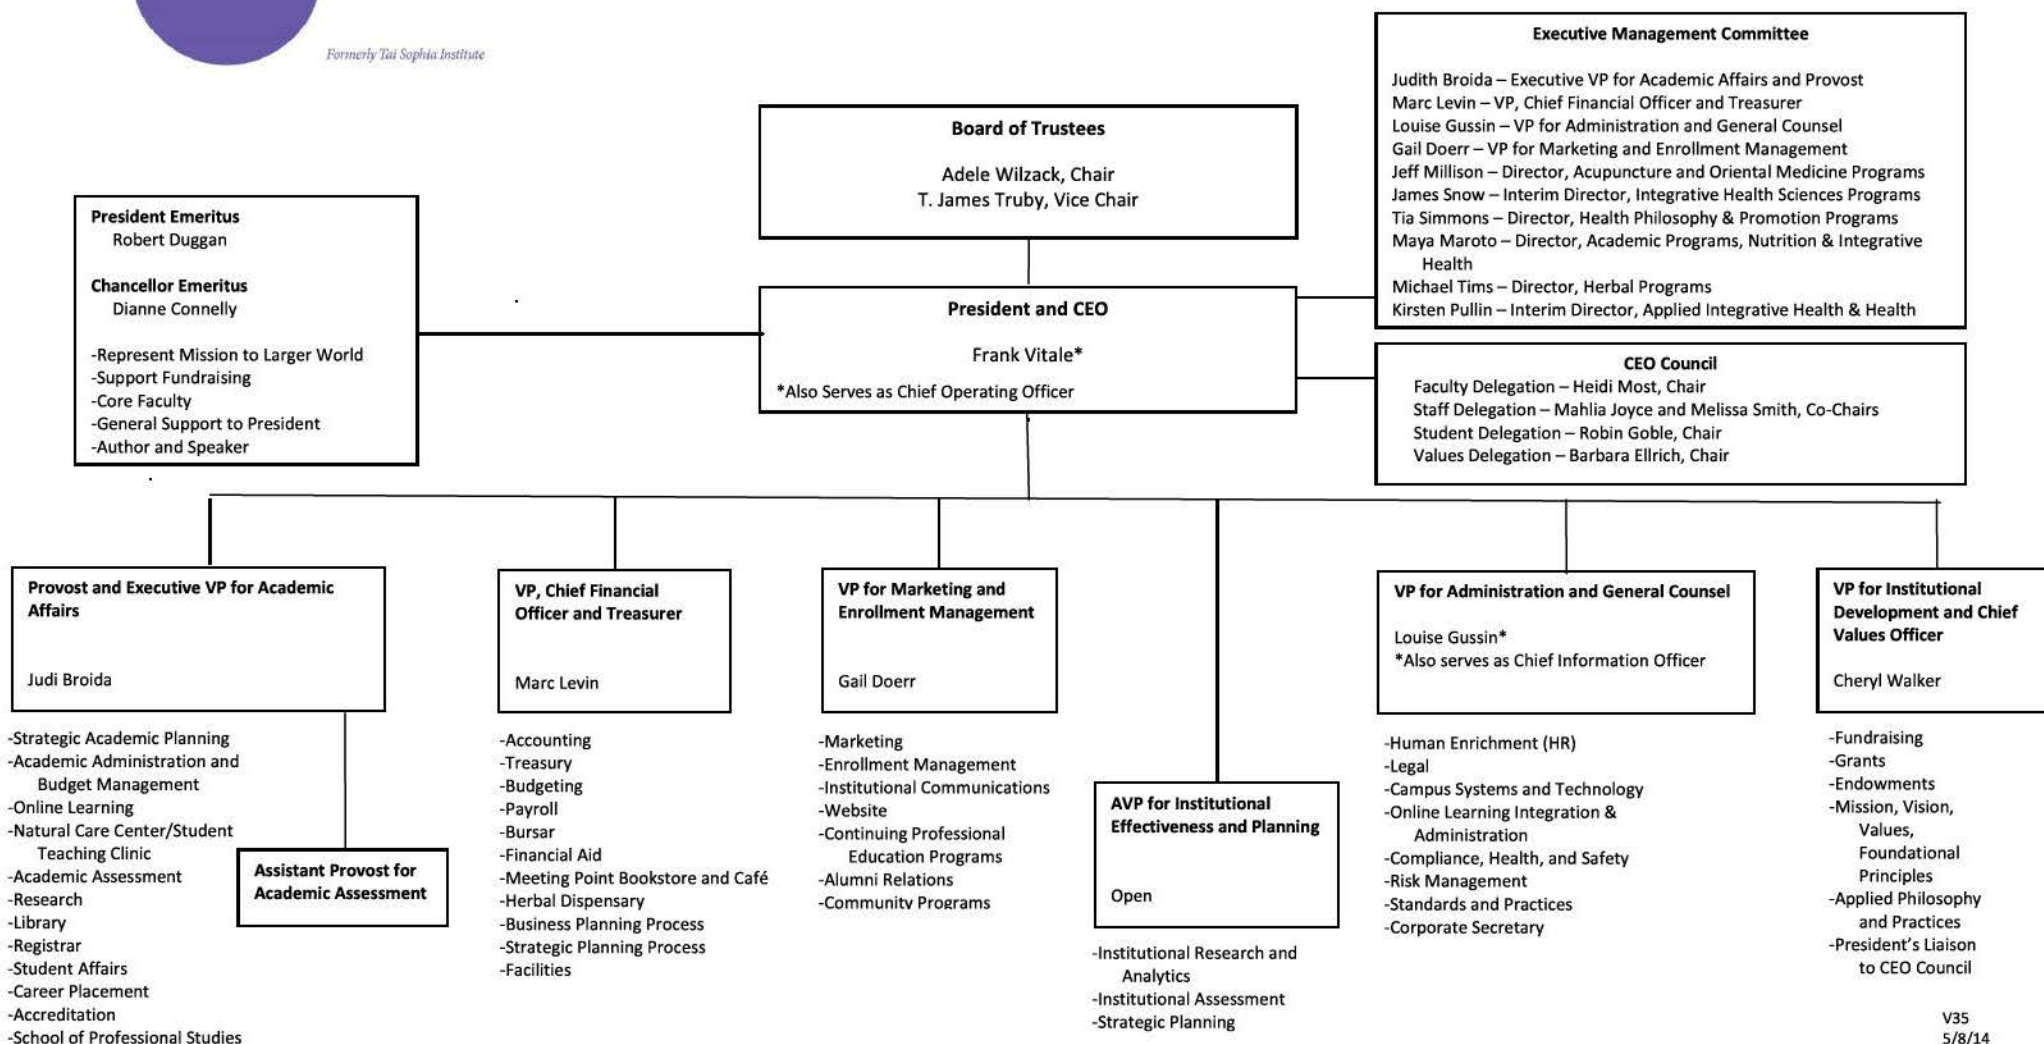 Formerly Tai Sophia Institute
Executive Management Committee
Judith Broida – Executive VP for Academic Affairs and Provost
Marc Levin – VP, Chief Financial Officer and Treasurer
Louise Gussin – VP for Administration and General Counsel
Gail Doerr – VP for Marketing and Enrollment Management
Jeff Millison – Director, Acupuncture and Oriental Medicine Programs
James Snow – Interim Director, Integrative Health Sciences Programs
Tia Simmons – Director, Health Philosophy & Promotion Programs
Maya Maroto – Director, Academic Programs, Nutrition & Integrative
Health
Michael Tims – Director, Herbal Programs
Kirsten Pullin – Interim Director, Applied Integrative Health & Health
Board of Trustees
Adele Wilzack, Chair
T. James Truby, Vice Chair
President Emeritus
Robert Duggan
Chancellor Emeritus
Dianne Connelly
-Represent Mission to Larger World
-Support Fundraising
-Core Faculty
-General Support to President
-Author and Speaker
President and CEO
Frank Vitale*
*Also Serves as Chief Operating Officer
CEO Council
Faculty Delegation – Heidi Most, Chair
Staff Delegation – Mahlia Joyce and Melissa Smith, Co-Chairs
Student Delegation – Robin Goble, Chair
Values Delegation – Barbara Ellrich, Chair
Provost and Executive VP for Academic
Affairs
Judi Broida
-Strategic Academic Planning
-Academic Administration and
Budget Management
-Online Learning
-Natural Care Center/Student
Teaching Clinic
-Academic Assessment
-Research
-Library
-Registrar
-Student Affairs
-Career Placement
-Accreditation
-School of Professional Studies
Assistant Provost for
Academic Assessment
VP, Chief Financial
Officer and Treasurer
Marc Levin
-Accounting
-Treasury
-Budgeting
-Payroll
-Bursar
-Financial Aid
-Meeting Point Bookstore and Café
-Herbal Dispensary
-Business Planning Process
-Strategic Planning Process
-Facilities
VP for Marketing and
Enrollment Management
Gail Doerr
-Marketing
-Enrollment Management
-Institutional Communications
-Website
-Continuing Professional
Education Programs
-Alumni Relations
-Community Programs
AVP for Institutional
Effectiveness and Planning
Open
-Institutional Research and
Analytics
-Institutional Assessment
-Strategic Planning
VP for Administration and General Counsel
Louise Gussin*
*Also serves as Chief Information Officer
-Human Enrichment (HR)
-Legal
-Campus Systems and Technology
-Online Learning Integration &
Administration
-Compliance, Health, and Safety
-Risk Management
-Standards and Practices
-Corporate Secretary
VP for Institutional
Development and Chief
Values Officer
Cheryl Walker
-Fundraising
-Grants
-Endowments
-Mission, Vision,
Values,
Foundational
Principles
-Applied Philosophy
and Practices
-President's Liaison
to CEO Council
V35
5/8/14